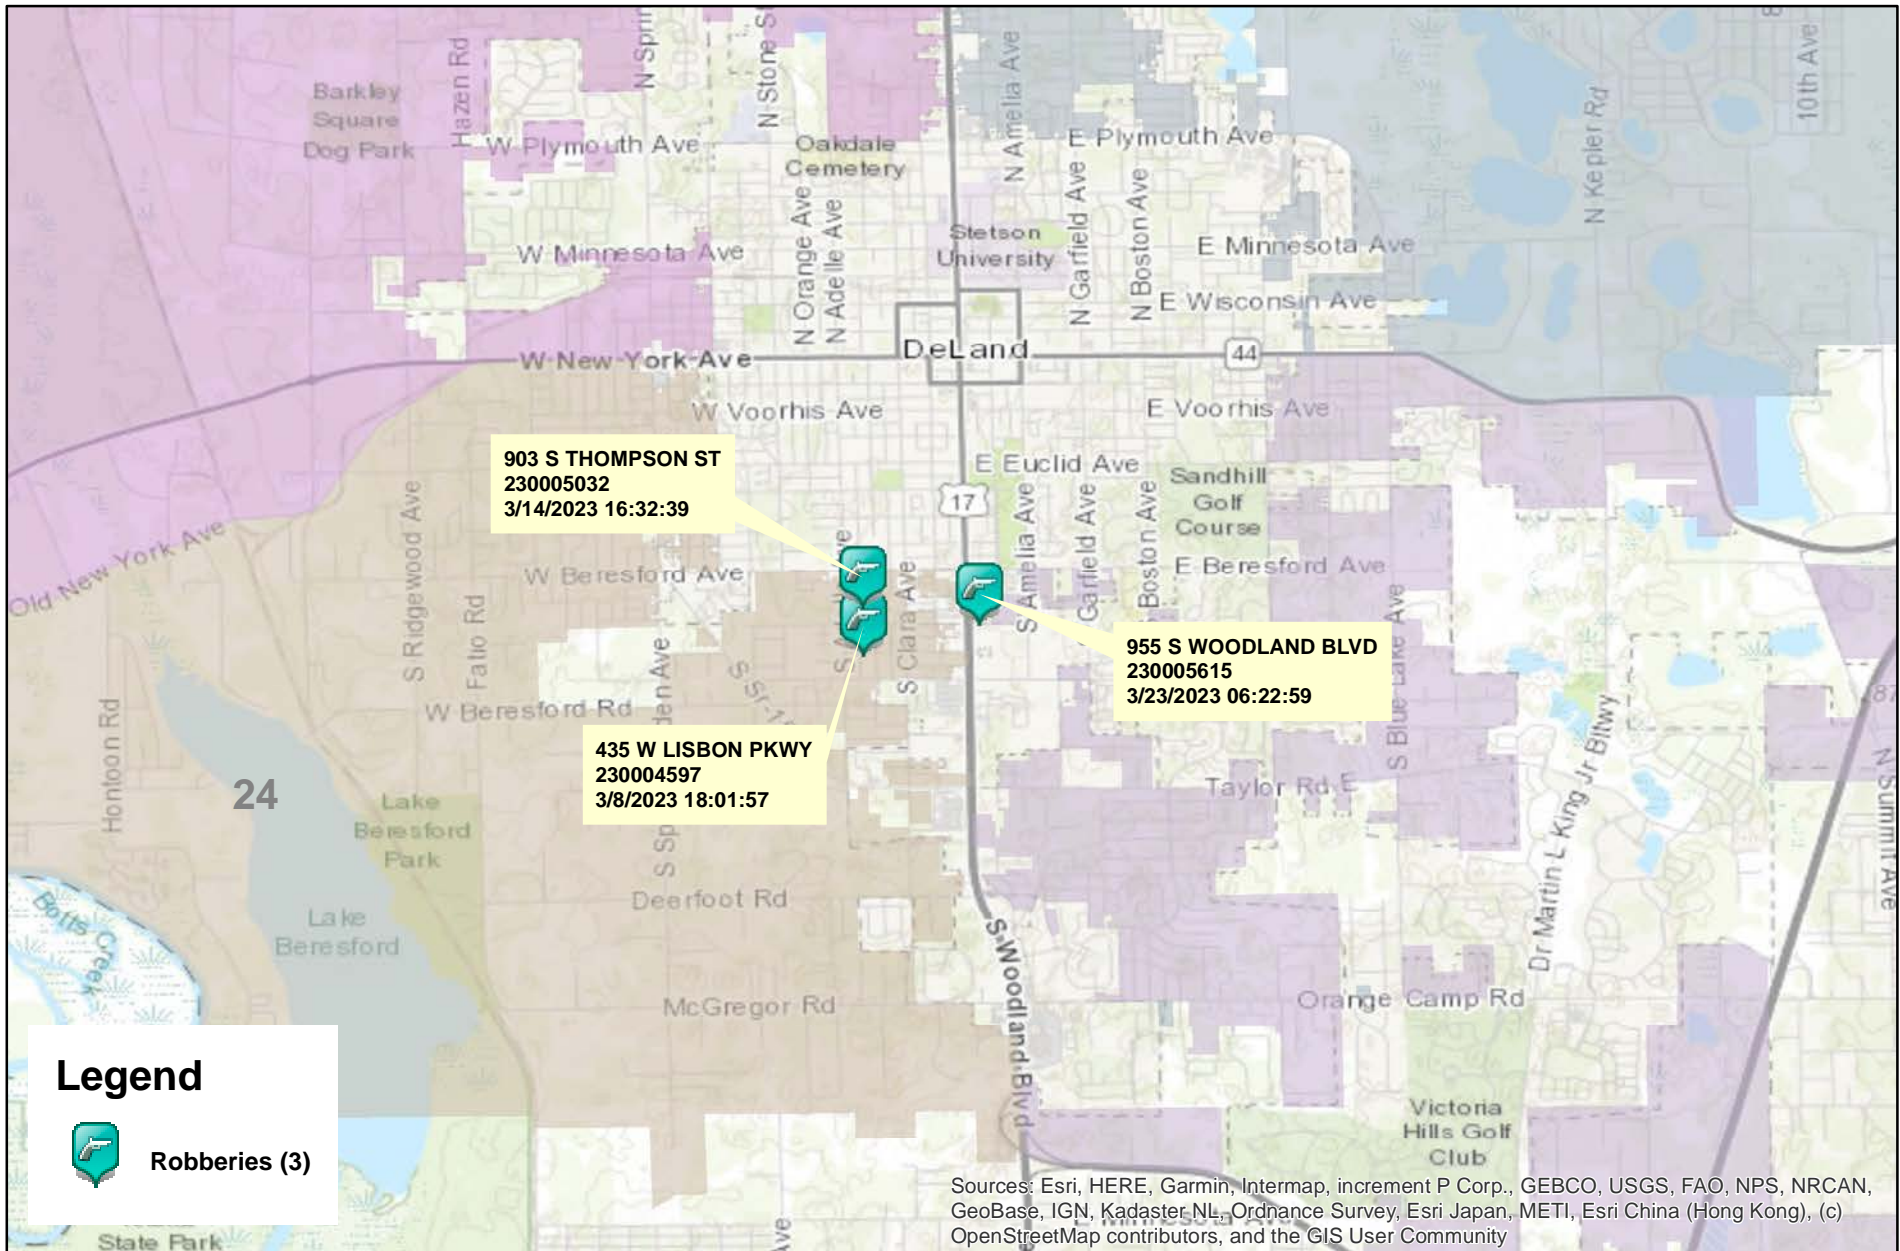 Barkley
Square
Dog Park
Hazen Rd
N Stone St
N Amelia Ave
N Kepler Rd
10th Ave
W Plymouth Ave
Oakdale
Cemetery
E Plymouth Ave
W Minnesota Ave
N Orange Ave
N Adelle Ave
Stetson
University
N Garfield Ave
N Boston Ave
E Minnesota Ave
E Wisconsin Ave
W New York Ave
DeLand
44
W Voorhis Ave
E Voorhis Ave
903 S THOMPSON ST
230005032
3/14/2023 16:32:39
E Euclid Ave
Sandhill
Golf
Course
17
Old New York Ave
S Ridgewood Ave
Fatio Rd
W Beresford Ave
S Clara Ave
S Amelia Ave
Garfield Ave
Boston Ave
E Beresford Ave
S Blue Lake Ave
955 S WOODLAND BLVD
230005615
3/23/2023 06:22:59
W Beresford Rd
Hontoon Rd
24
435 W LISBON PKWY
230004597
3/8/2023 18:01:57
Taylor Rd E
Dr Martin L King Jr Bltwy
N Summit Ave
Lake
Beresford
Park
Deerfoot Rd
Lake
Beresford
Botts Creek
S Woodland Blvd
McGregor Rd
Orange Camp Rd
Victoria
Hills Golf
Club
Legend
Robberies (3)
State Park
E Minnesota Ave
Sources: Esri, HERE, Garmin, Intermap, increment P Corp., GEBCO, USGS, FAO, NPS, NRCAN,
GeoBase, IGN, Kadaster NL, Ordnance Survey, Esri Japan, METI, Esri China (Hong Kong), (c)
OpenStreetMap contributors, and the GIS User Community